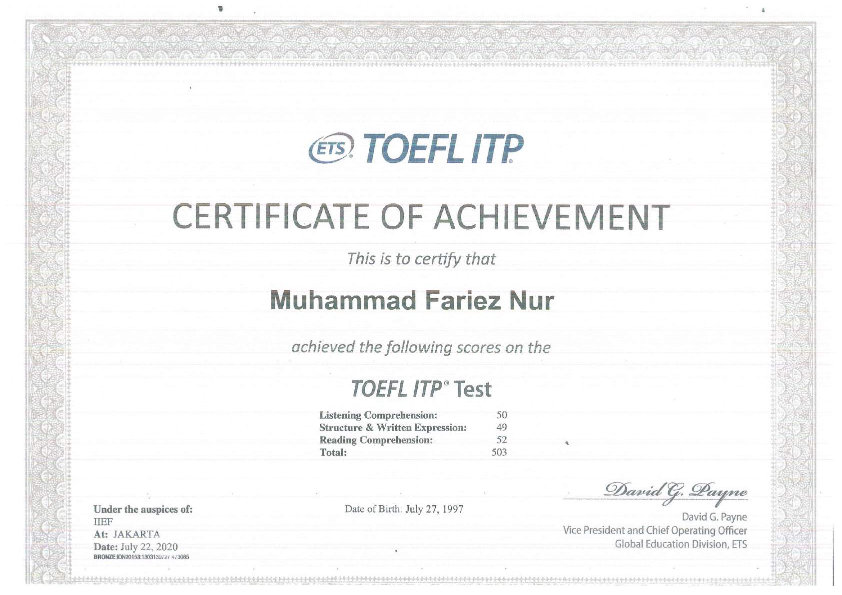 ETS® TOEFL ITP®
CERTIFICATE OF ACHIEVEMENT
This is to certify that
Muhammad Fariez Nur
achieved the following scores on the
TOEFL ITP® Test
Listening Comprehension: 50
Structure & Written Expression: 49
Reading Comprehension: 52
Total: 503
David G. Payne
David G. Payne
Vice President and Chief Operating Officer
Global Education Division, ETS
Date of Birth: July 27, 1997
Under the auspices of:
IIEF
At: JAKARTA
Date: July 22, 2020